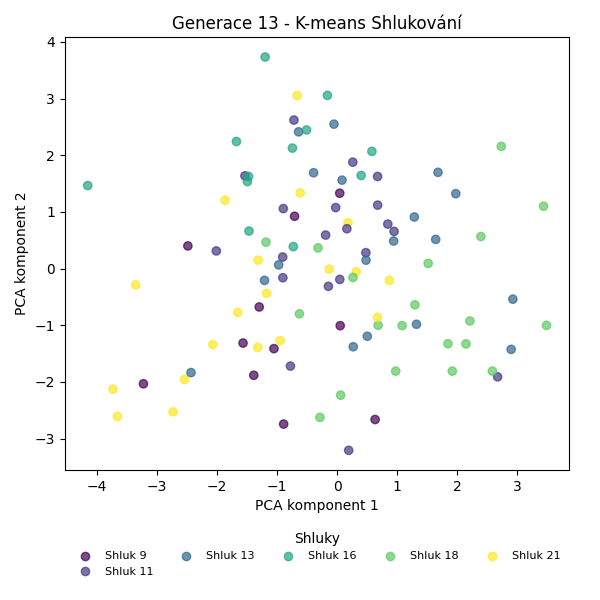 Generace 13 - K-means Shlukování
4
3
2
1
0
−1
−2
−3
PCA komponent 2
−4 −3 −2 −1 0 1 2 3
PCA komponent 1
Shluky
Shluk 9 Shluk 13 Shluk 16 Shluk 18 Shluk 21
Shluk 11